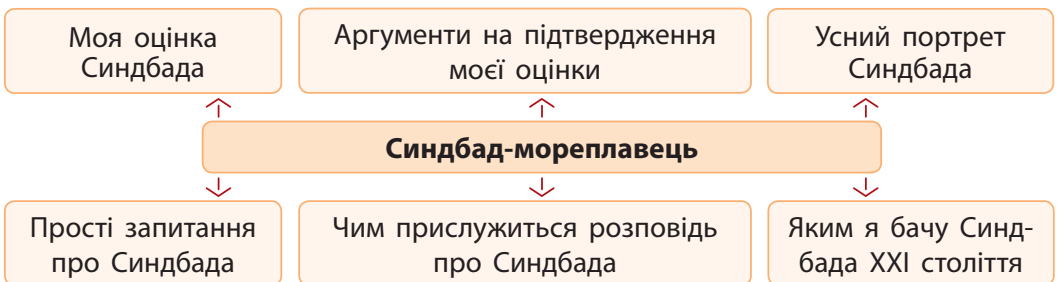 Моя оцінка
Синдбада
Аргументи на підтвердження
моєї оцінки
Усний портрет
Синдбада
Синдбад-мореплавець
Прості запитання
про Синдбада
Чим прислужиться розповідь
про Синдбада
Яким я бачу Синд-
бада ХХІ століття